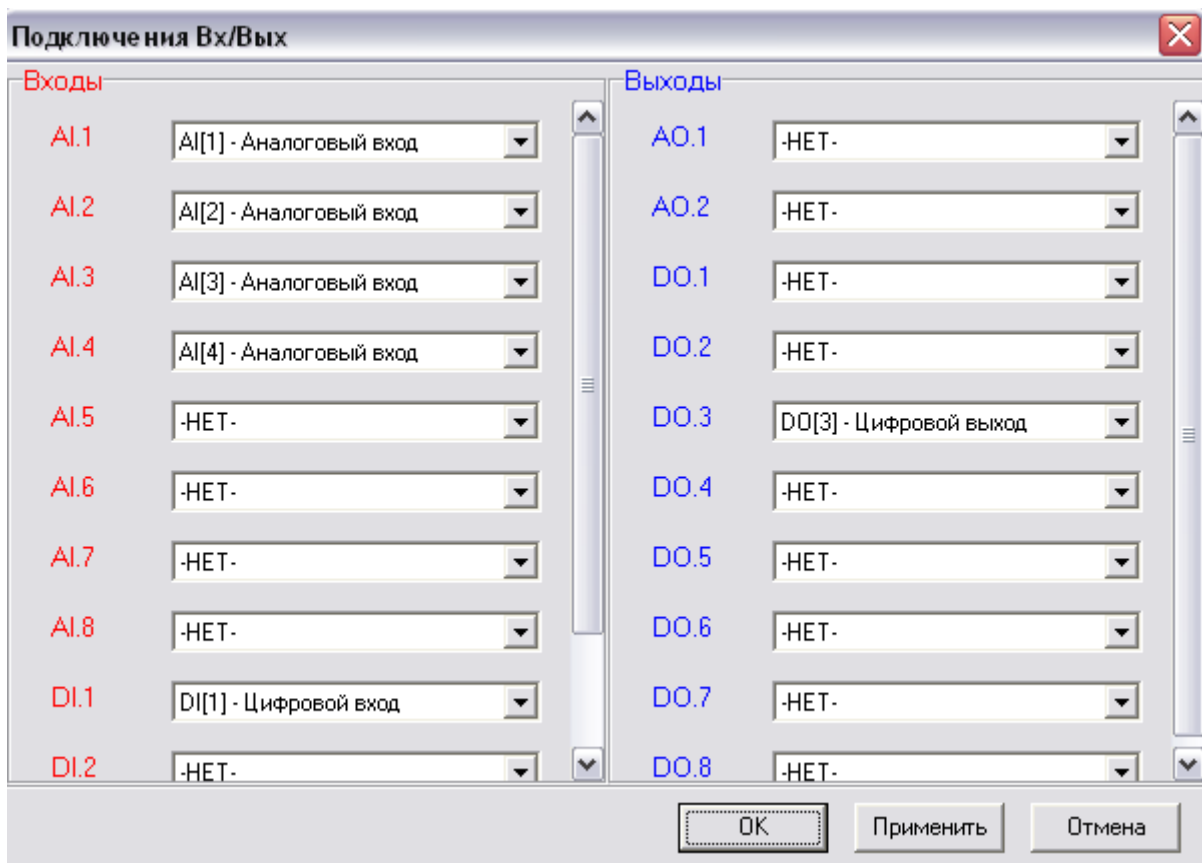 Подключения Вх/Вых
Входы
AI.1 AI[1] - Аналоговый вход
AI.2 AI[2] - Аналоговый вход
AI.3 AI[3] - Аналоговый вход
AI.4 AI[4] - Аналоговый вход
AI.5 -НЕТ-
AI.6 -НЕТ-
AI.7 -НЕТ-
AI.8 -НЕТ-
DI.1 DI[1] - Цифровой вход
DI.2 -НЕТ-
Выходы
AO.1 -НЕТ-
AO.2 -НЕТ-
DO.1 -НЕТ-
DO.2 -НЕТ-
DO.3 DO[3] - Цифровой выход
DO.4 -НЕТ-
DO.5 -НЕТ-
DO.6 -НЕТ-
DO.7 -НЕТ-
DO.8 -НЕТ-
OK Применить Отмена